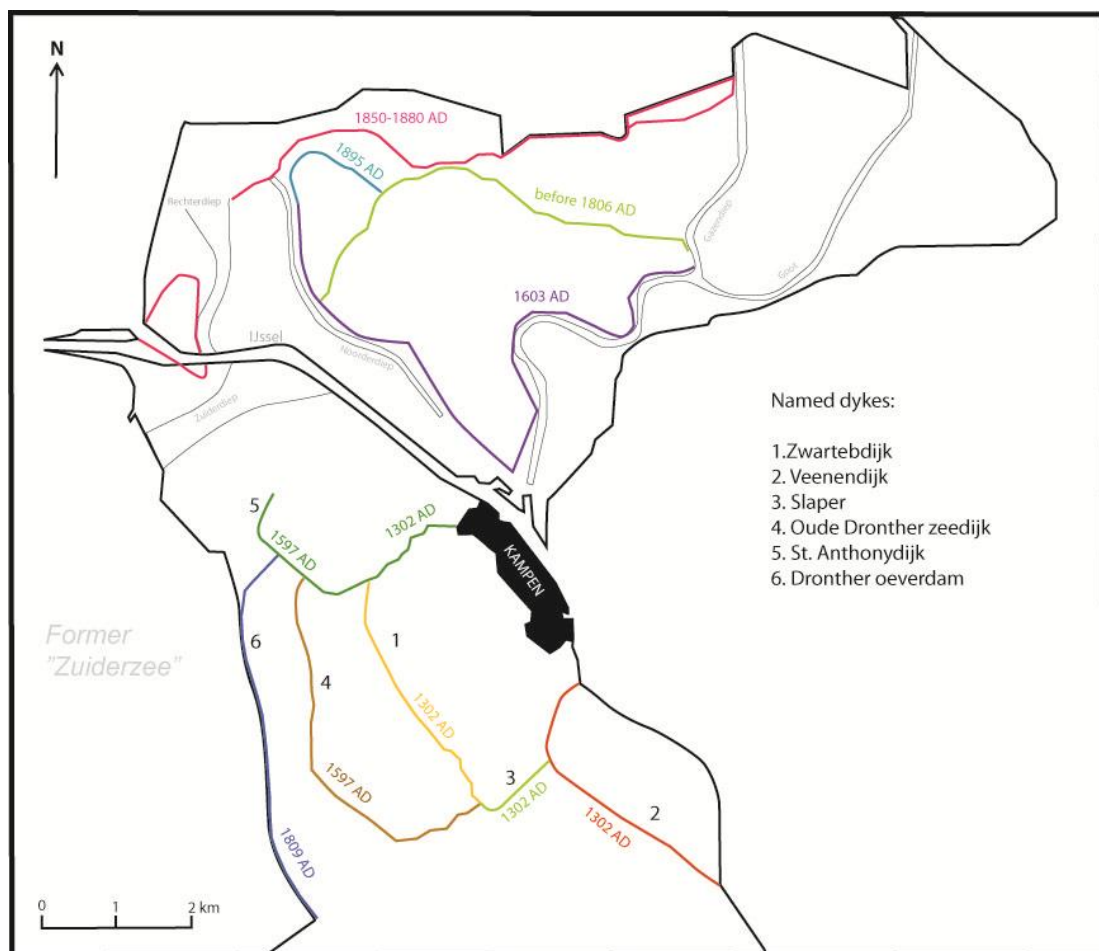 N
1850-1880 AD
1895 AD
before 1806 AD
Rechterdiep
Gazendiep
Goot
1603 AD
IJssel
Noorderdiep
Zuiderdiep
Named dykes:
1.Zwartebdijk
2. Veenendijk
3. Slaper
4. Oude Dronther zeedijk
5. St. Anthonydijk
6. Dronther oeverdam
5
1302 AD
1597 AD
KAMPEN
Former
"Zuiderzee"
6
1
4
1302 AD
3
1597 AD
1302 AD
2
1302 AD
1809 AD
0 1 2 km